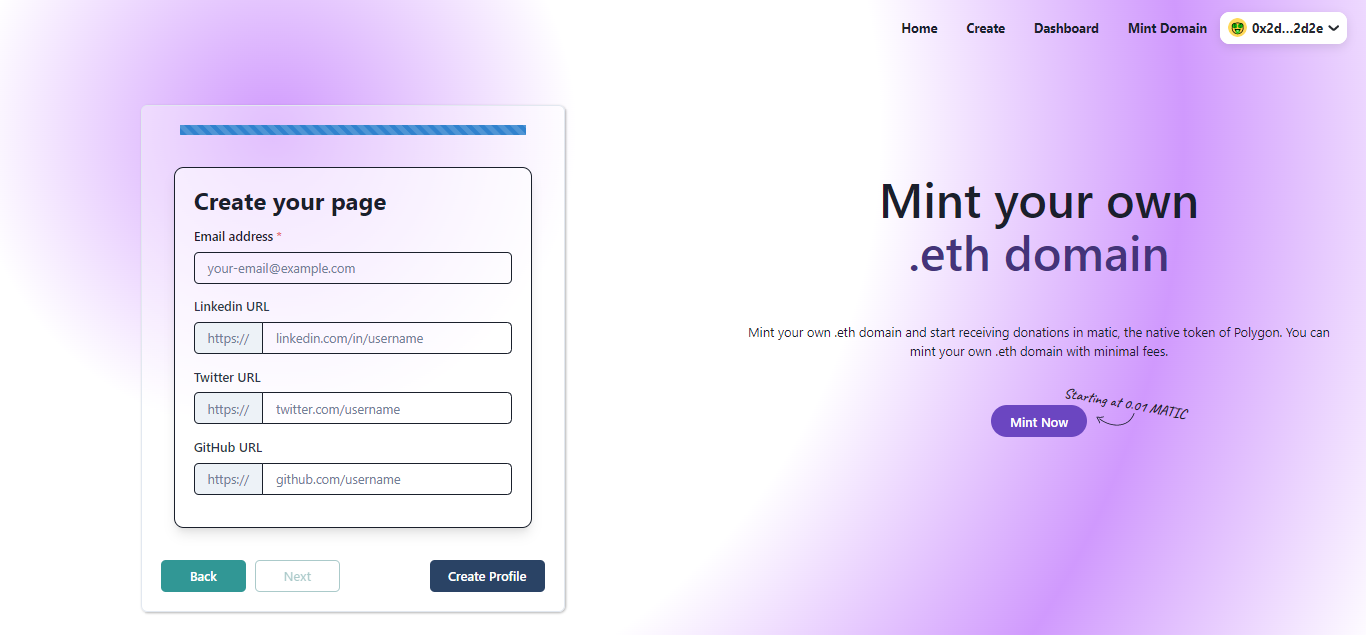 Home Create Dashboard Mint Domain 0x2d...2d2e
Create your page
Email address *
your-email@example.com
Linkedin URL
https:// linkedin.com/in/username
Twitter URL
https:// twitter.com/username
GitHub URL
https:// github.com/username
Back Next Create Profile
Mint your own
.eth domain
Mint your own .eth domain and start receiving donations in matic, the native token of Polygon. You can
mint your own .eth domain with minimal fees.
Starting at 0.01 MATIC
Mint Now